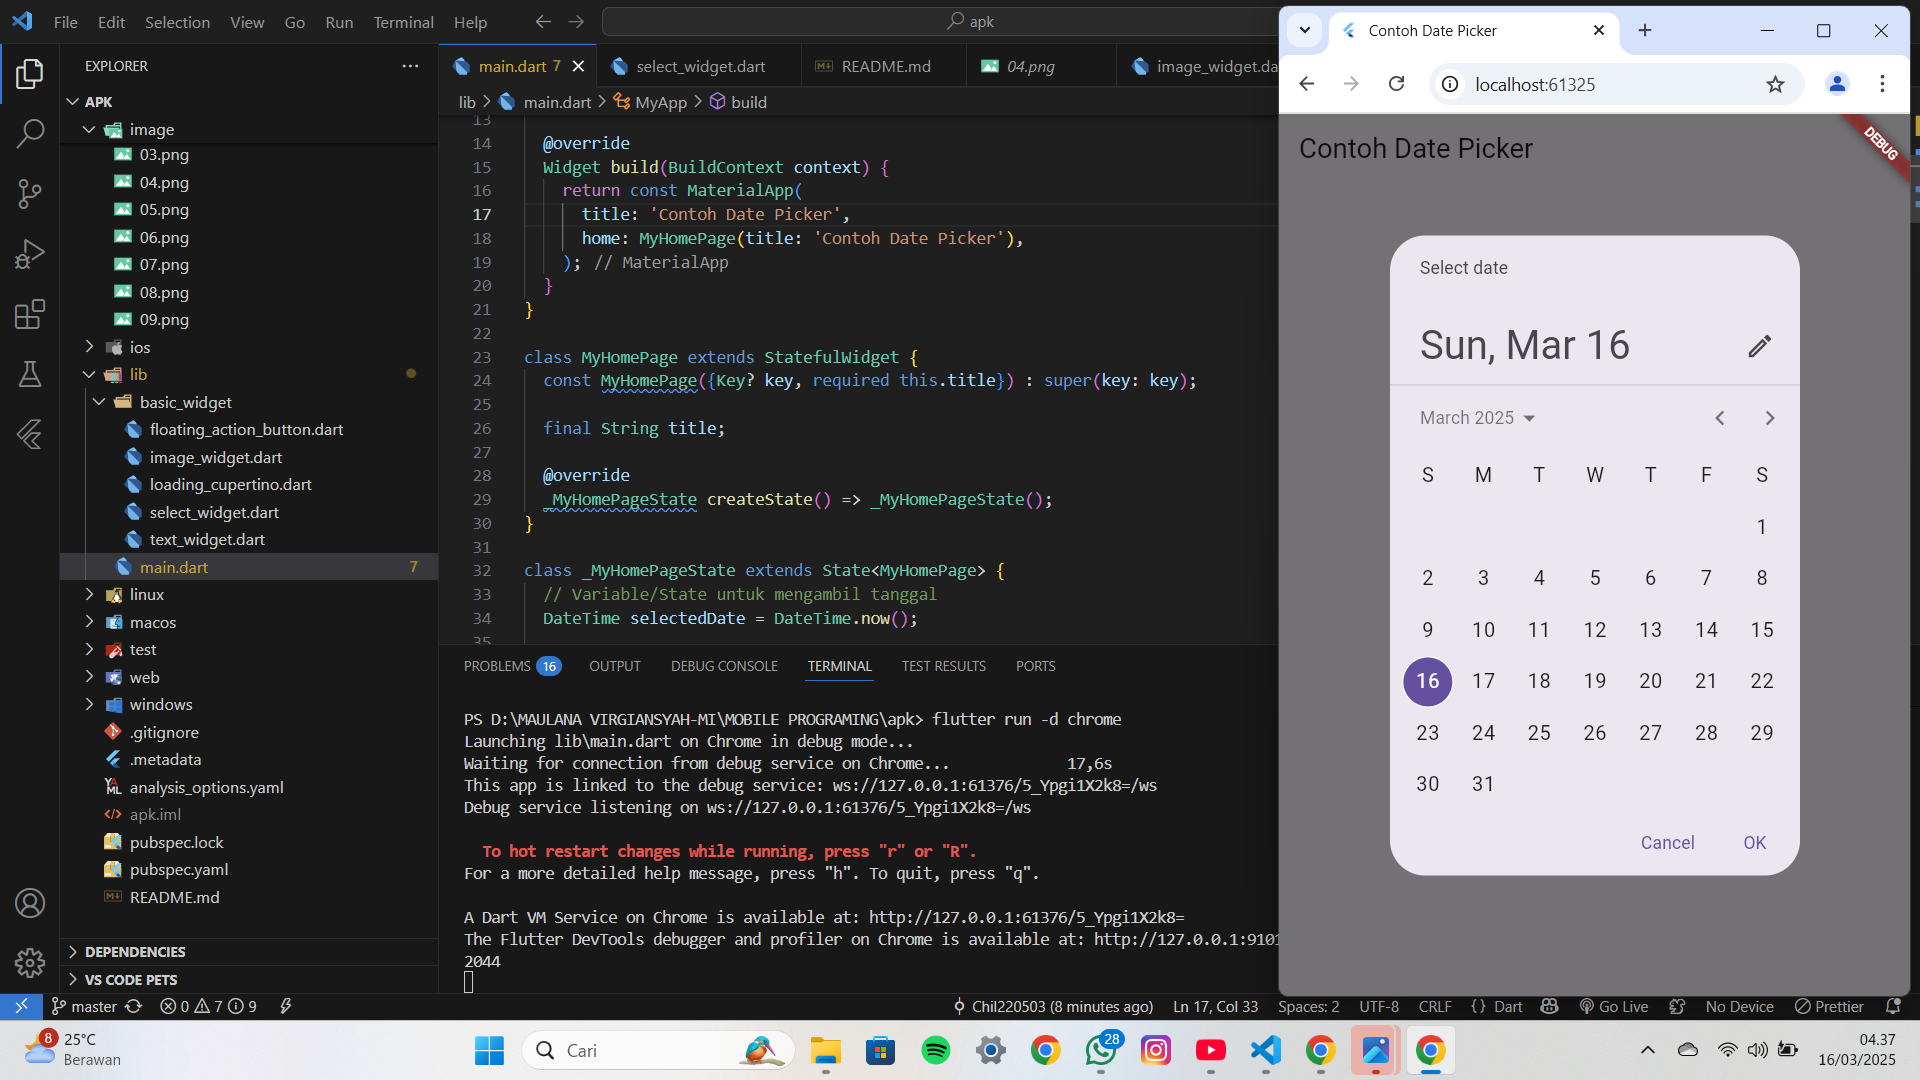 File Edit Selection View Go Run Terminal Help
apk
EXPLORER
APK
image
03.png
04.png
05.png
06.png
07.png
08.png
09.png
ios
lib
basic_widget
floating_action_button.dart
image_widget.dart
loading_cupertino.dart
select_widget.dart
text_widget.dart
main.dart 7
linux
macos
test
web
windows
.gitignore
.metadata
analysis_options.yaml
apk.iml
pubspec.lock
pubspec.yaml
README.md
DEPENDENCIES
VS CODE PETS
main.dart 7
select_widget.dart
README.md
04.png
image_widget.da
lib > main.dart > MyApp > build
13
14 @override
15 Widget build(BuildContext context) {
16 return const MaterialApp(
17 title: 'Contoh Date Picker',
18 home: MyHomePage(title: 'Contoh Date Picker'),
19 ); // MaterialApp
20 }
21 }
22
23 class MyHomePage extends StatefulWidget {
24 const MyHomePage({Key? key, required this.title}) : super(key: key);
25
26 final String title;
27
28 @override
29 _MyHomePageState createState() => _MyHomePageState();
30 }
31
32 class _MyHomePageState extends State<MyHomePage> {
33 // Variable/State untuk mengambil tanggal
34 DateTime selectedDate = DateTime.now();
35
PROBLEMS 16 OUTPUT DEBUG CONSOLE TERMINAL TEST RESULTS PORTS
PS D:\MAULANA VIRGIANSYAH-MI\MOBILE PROGRAMING\apk> flutter run -d chrome
Launching lib\main.dart on Chrome in debug mode...
Waiting for connection from debug service on Chrome... 17,6s
This app is linked to the debug service: ws://127.0.0.1:61376/5_Ypgi1X2k8=/ws
Debug service listening on ws://127.0.0.1:61376/5_Ypgi1X2k8=/ws
To hot restart changes while running, press "r" or "R".
For a more detailed help message, press "h". To quit, press "q".
A Dart VM Service on Chrome is available at: http://127.0.0.1:61376/5_Ypgi1X2k8=
The Flutter DevTools debugger and profiler on Chrome is available at: http://127.0.0.1:9101
2044
Contoh Date Picker
localhost:61325
Contoh Date Picker
DEBUG
Select date
Sun, Mar 16
March 2025
S M T W T F S
1
2 3 4 5 6 7 8
9 10 11 12 13 14 15
16 17 18 19 20 21 22
23 24 25 26 27 28 29
30 31
Cancel OK
master 0 7 9
Chil220503 (8 minutes ago) Ln 17, Col 33 Spaces: 2 UTF-8 CRLF {} Dart Go Live No Device Prettier
8
25°C
Berawan
Cari
28
04.37
16/03/2025